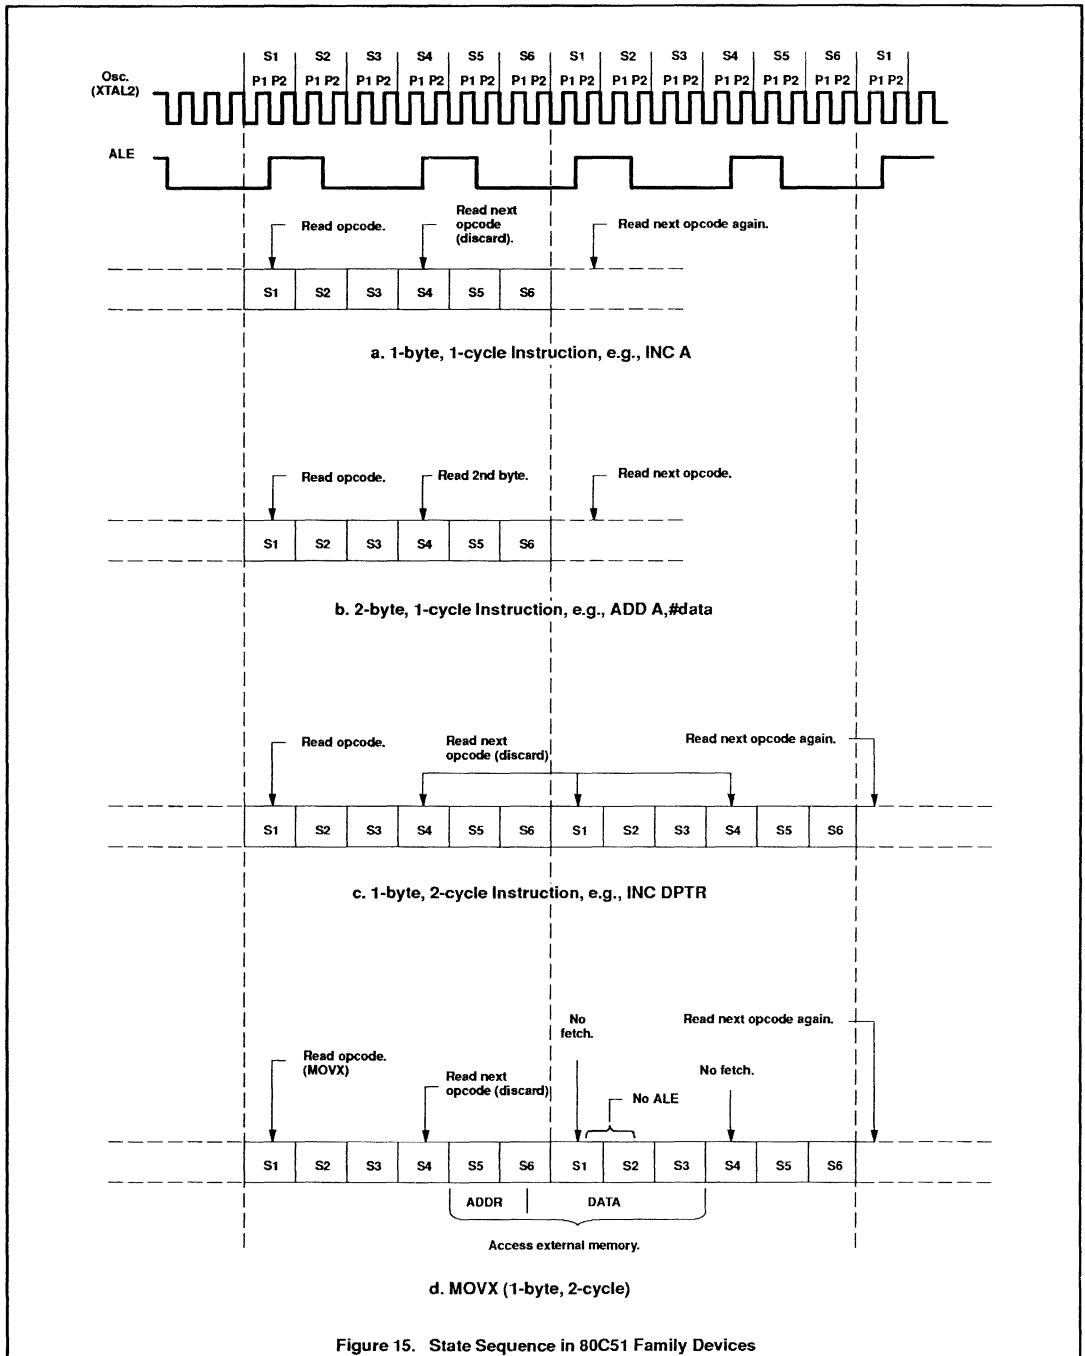 S1 S2 S3 S4 S5 S6 S1 S2 S3 S4 S5 S6 S1
Osc.
(XTAL2)
P1 P2 P1 P2 P1 P2 P1 P2 P1 P2 P1 P2 P1 P2 P1 P2 P1 P2 P1 P2 P1 P2 P1 P2 P1 P2
ALE
Read opcode.
Read next
opcode
(discard).
Read next opcode again.
S1 S2 S3 S4 S5 S6
a. 1-byte, 1-cycle Instruction, e.g., INC A
Read opcode.
Read 2nd byte.
Read next opcode.
S1 S2 S3 S4 S5 S6
b. 2-byte, 1-cycle Instruction, e.g., ADD A,#data
Read opcode.
Read next
opcode (discard)
Read next opcode again.
S1 S2 S3 S4 S5 S6 S1 S2 S3 S4 S5 S6
c. 1-byte, 2-cycle Instruction, e.g., INC DPTR
Read opcode.
(MOVX)
Read next
opcode (discard)
No
fetch.
No ALE
No fetch.
Read next opcode again.
S1 S2 S3 S4 S5 S6 S1 S2 S3 S4 S5 S6
ADDR DATA
Access external memory.
d. MOVX (1-byte, 2-cycle)
Figure 15. State Sequence in 80C51 Family Devices